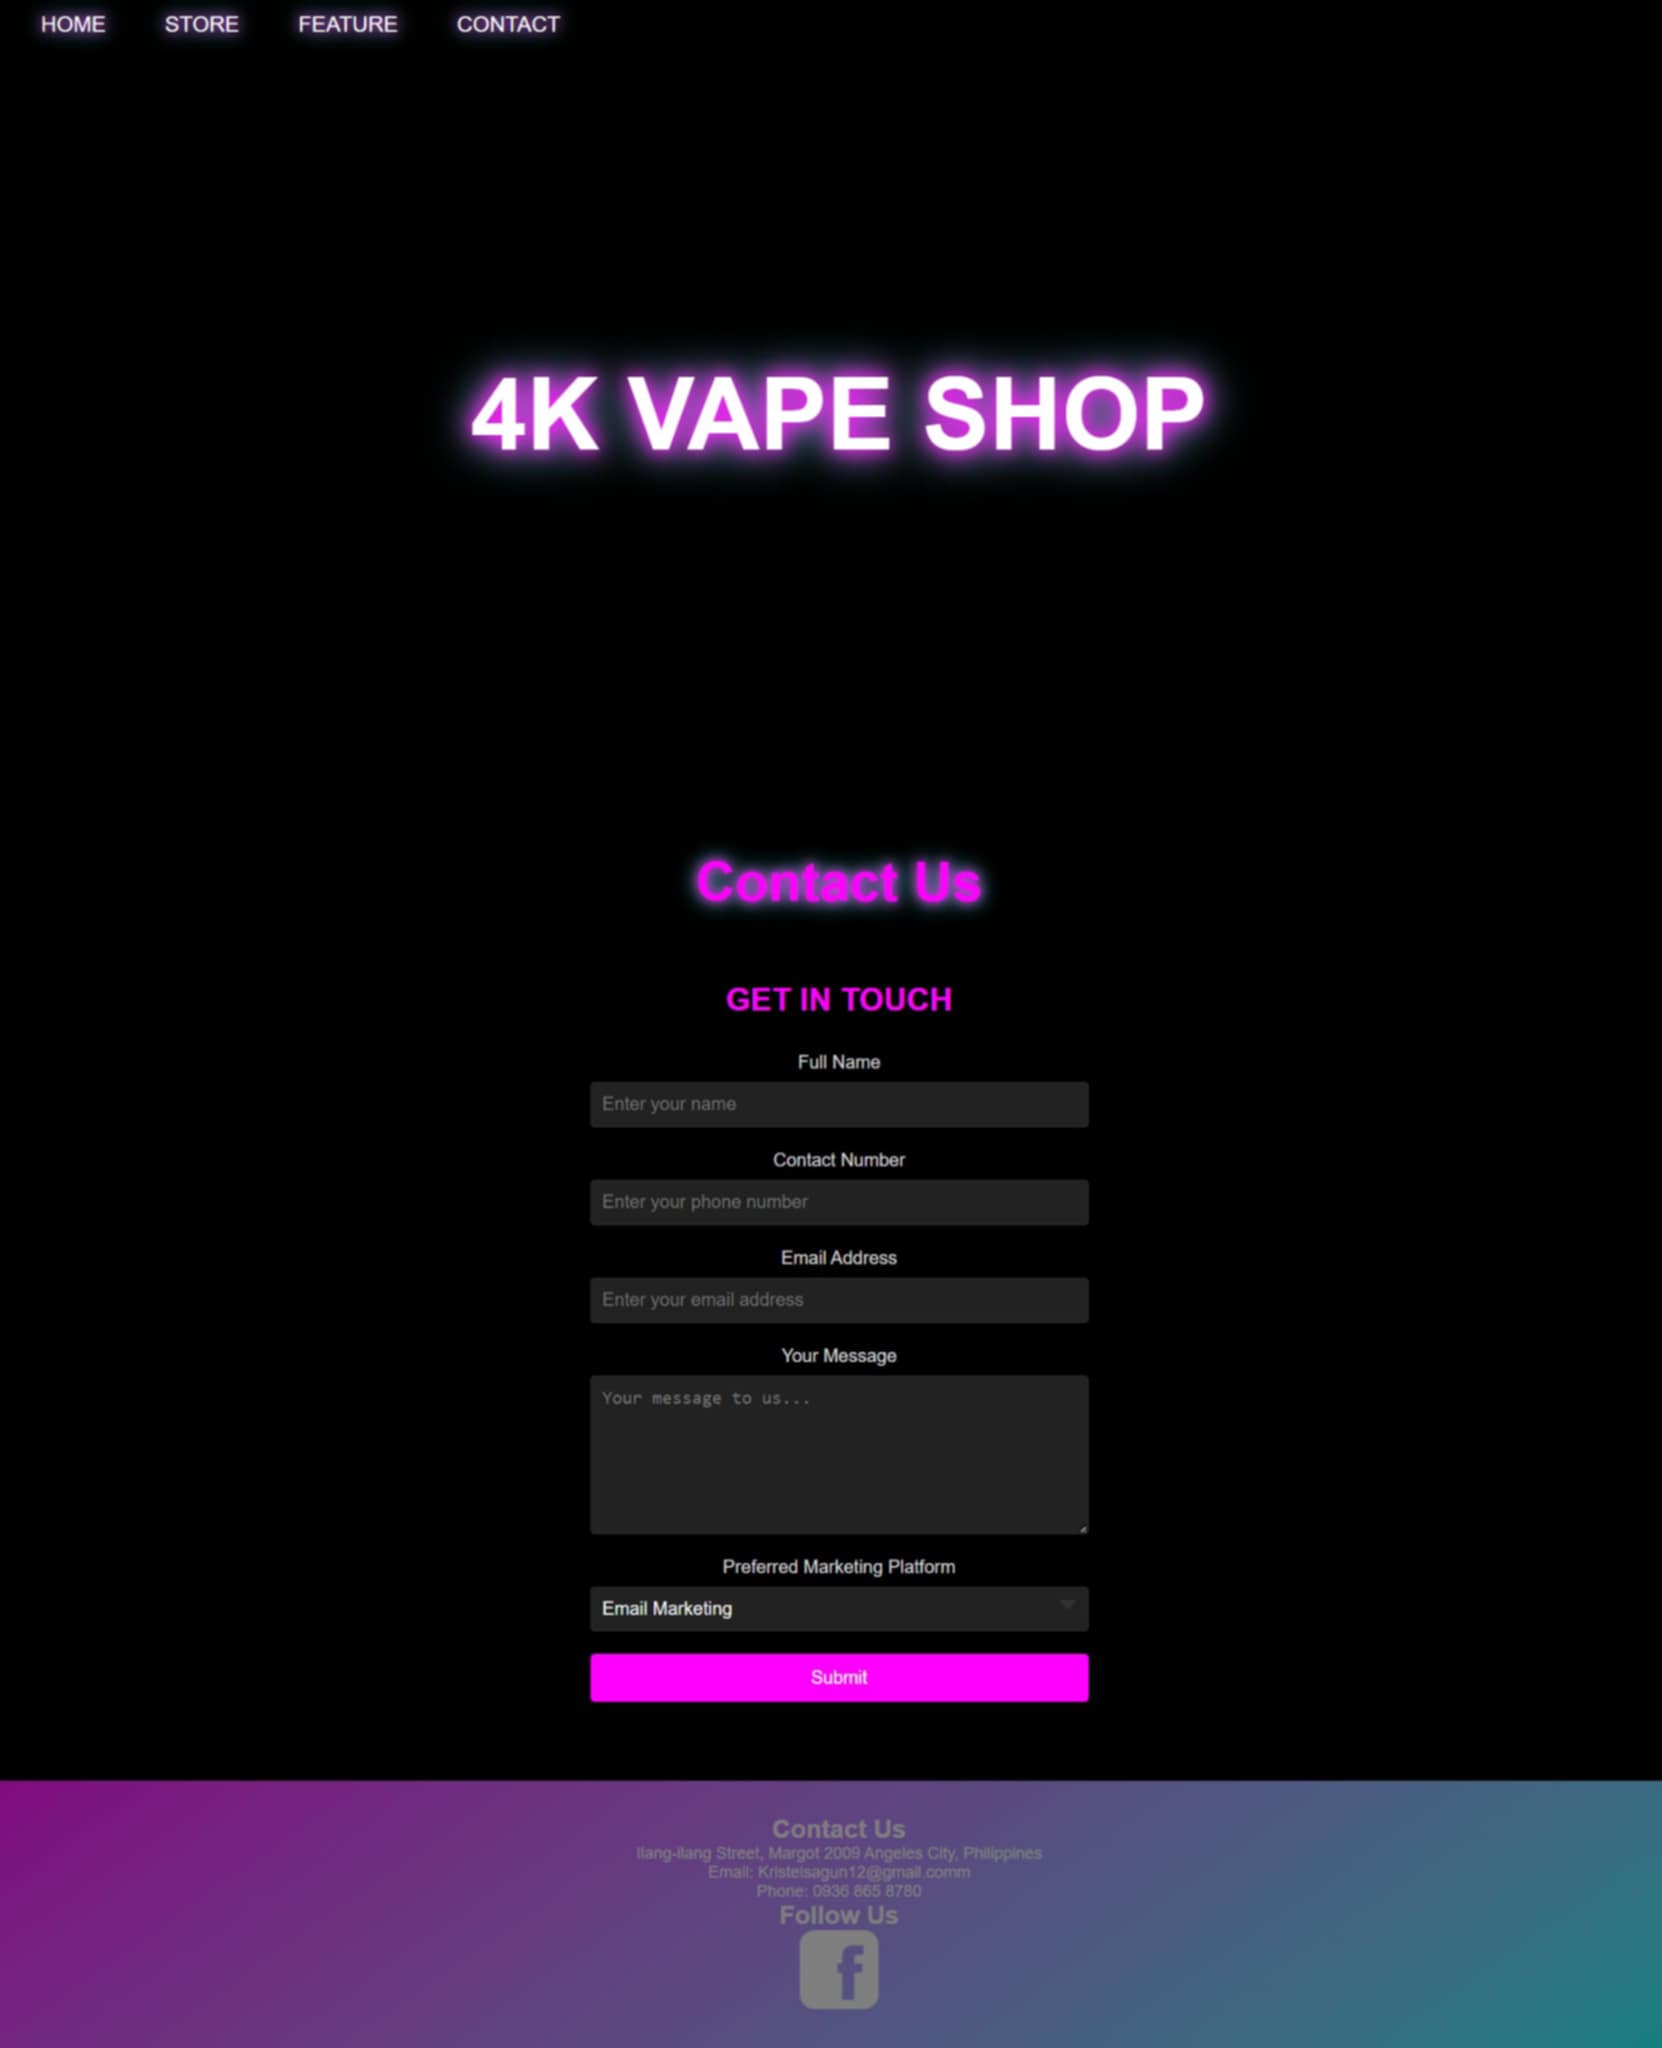 HOME STORE FEATURE CONTACT
4K VAPE SHOP
Contact Us
GET IN TOUCH
Full Name
Enter your name
Contact Number
Enter your phone number
Email Address
Enter your email address
Your Message
Your message to us...
Preferred Marketing Platform
Email Marketing
Submit
Contact Us
Ilang-ilang Street, Margot 2009 Angeles City, Philippines
Email: Kristelsagun12@gmail.comm
Phone: 0936 865 8780
Follow Us
f